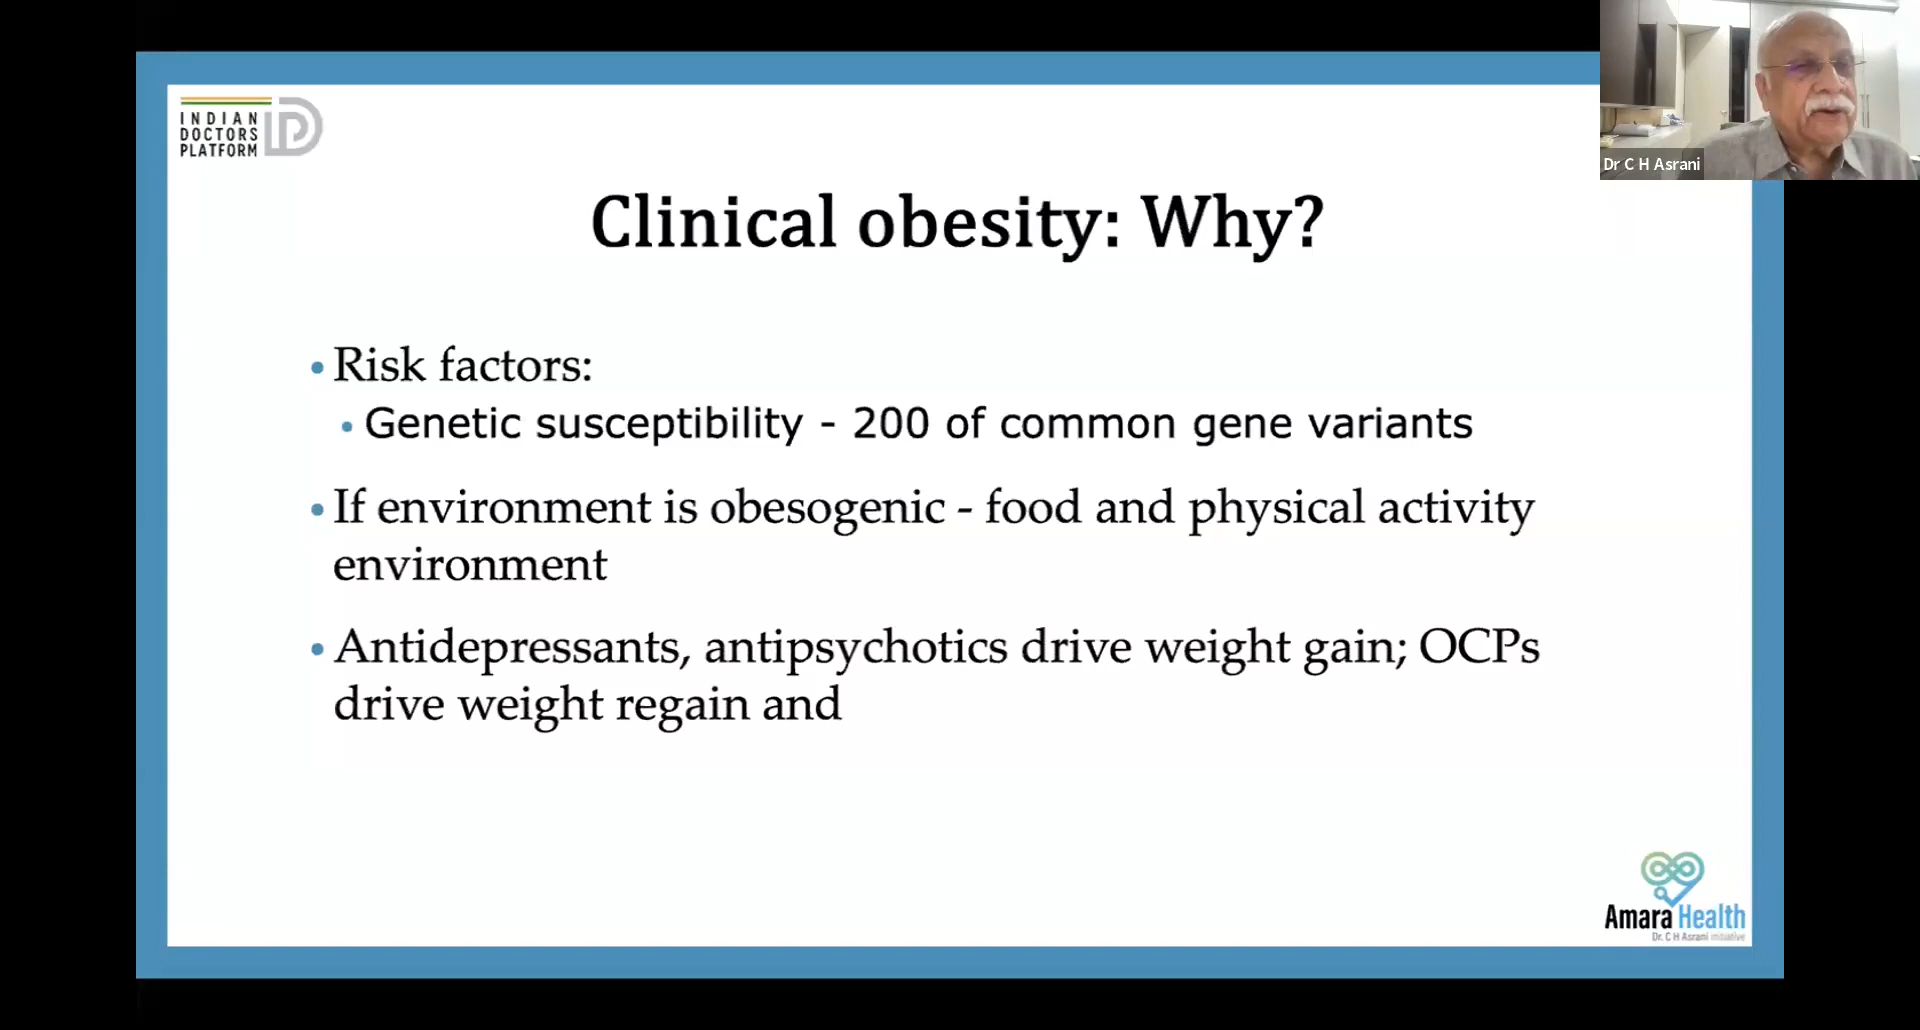 INDIAN
DOCTORS
PLATFORM
Dr C H Asrani
Clinical obesity: Why?
• Risk factors:
• Genetic susceptibility - 200 of common gene variants
• If environment is obesogenic - food and physical activity
environment
• Antidepressants, antipsychotics drive weight gain; OCPs
drive weight regain and
Amara Health
Dr. C H Asrani initiative